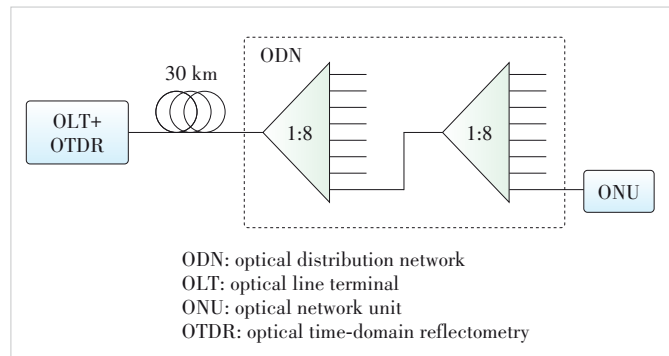 ODN
30 km
OLT+
OTDR
1:8
1:8
ONU
ODN: optical distribution network
OLT: optical line terminal
ONU: optical network unit
OTDR: optical time-domain reflectometry